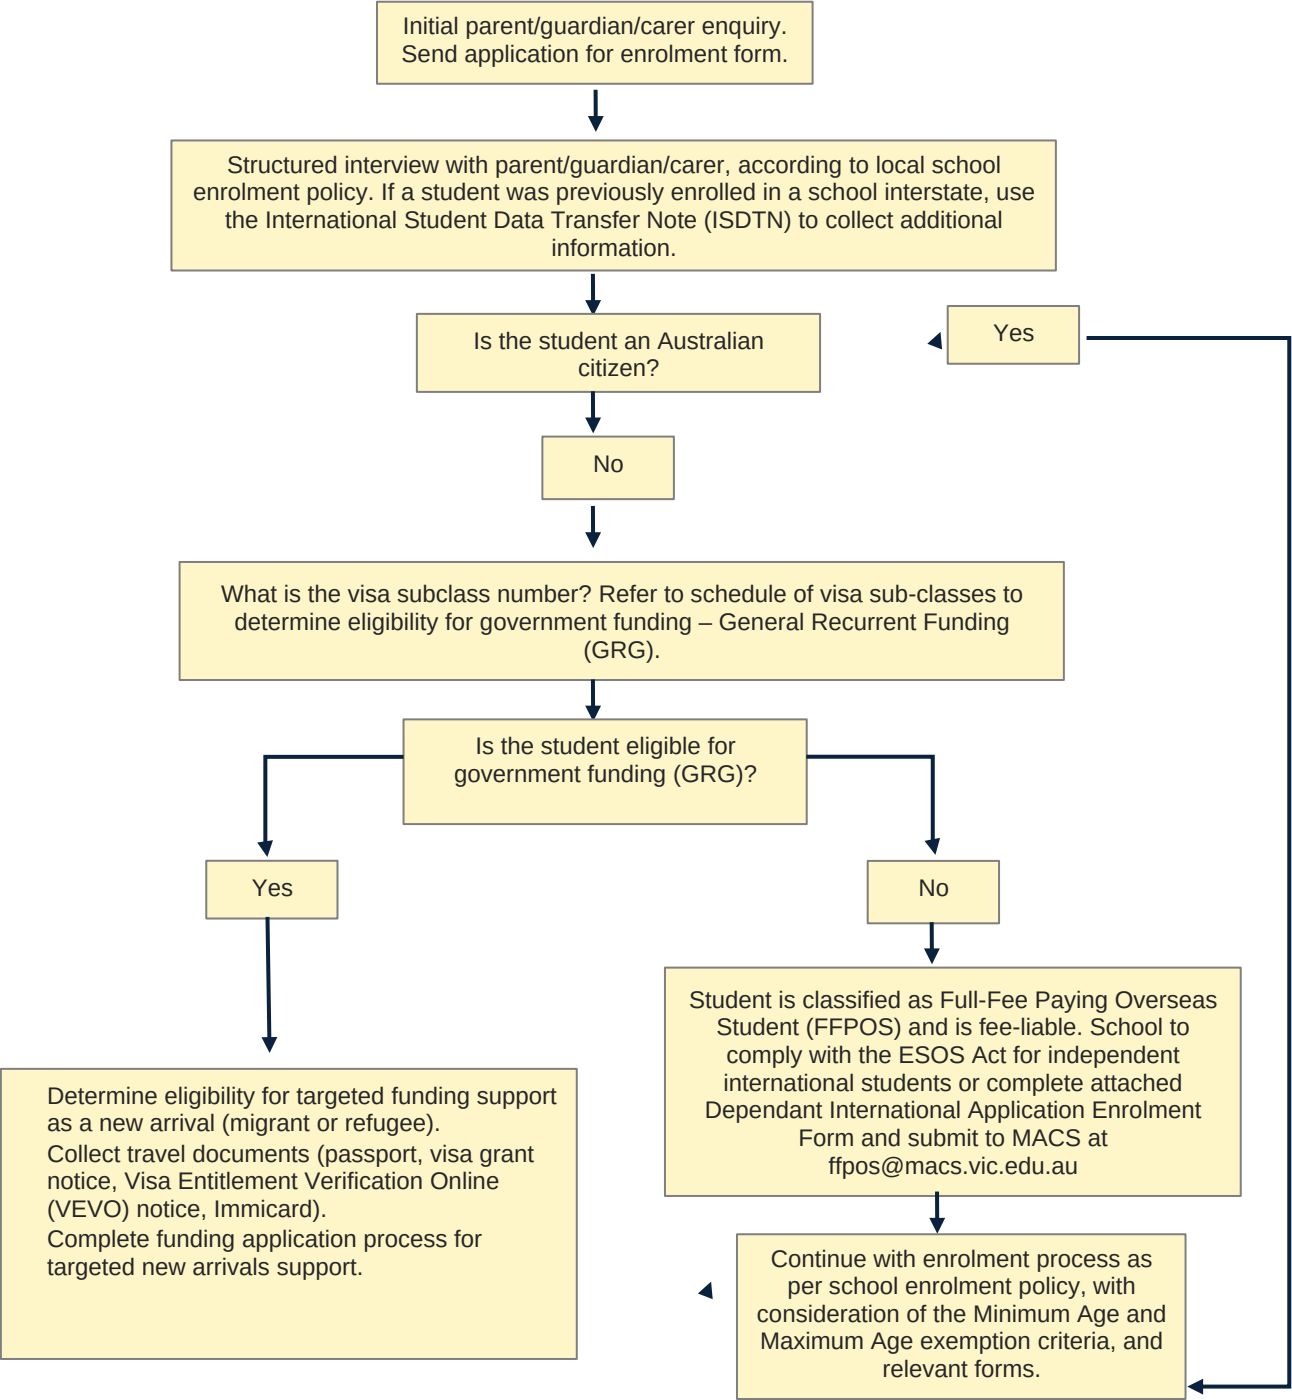 Initial parent/guardian/carer enquiry.
Send application for enrolment form.
Structured interview with parent/guardian/carer, according to local school
enrolment policy. If a student was previously enrolled in a school interstate, use
the International Student Data Transfer Note (ISDTN) to collect additional
information.
Is the student an Australian
citizen?
Yes
No
What is the visa subclass number? Refer to schedule of visa sub-classes to
determine eligibility for government funding – General Recurrent Funding
(GRG).
Is the student eligible for
government funding (GRG)?
Yes
No
Determine eligibility for targeted funding support
as a new arrival (migrant or refugee).
Collect travel documents (passport, visa grant
notice, Visa Entitlement Verification Online
(VEVO) notice, Immicard).
Complete funding application process for
targeted new arrivals support.
Student is classified as Full-Fee Paying Overseas
Student (FFPOS) and is fee-liable. School to
comply with the ESOS Act for independent
international students or complete attached
Dependant International Application Enrolment
Form and submit to MACS at
ffpos@macs.vic.edu.au
Continue with enrolment process as
per school enrolment policy, with
consideration of the Minimum Age and
Maximum Age exemption criteria, and
relevant forms.